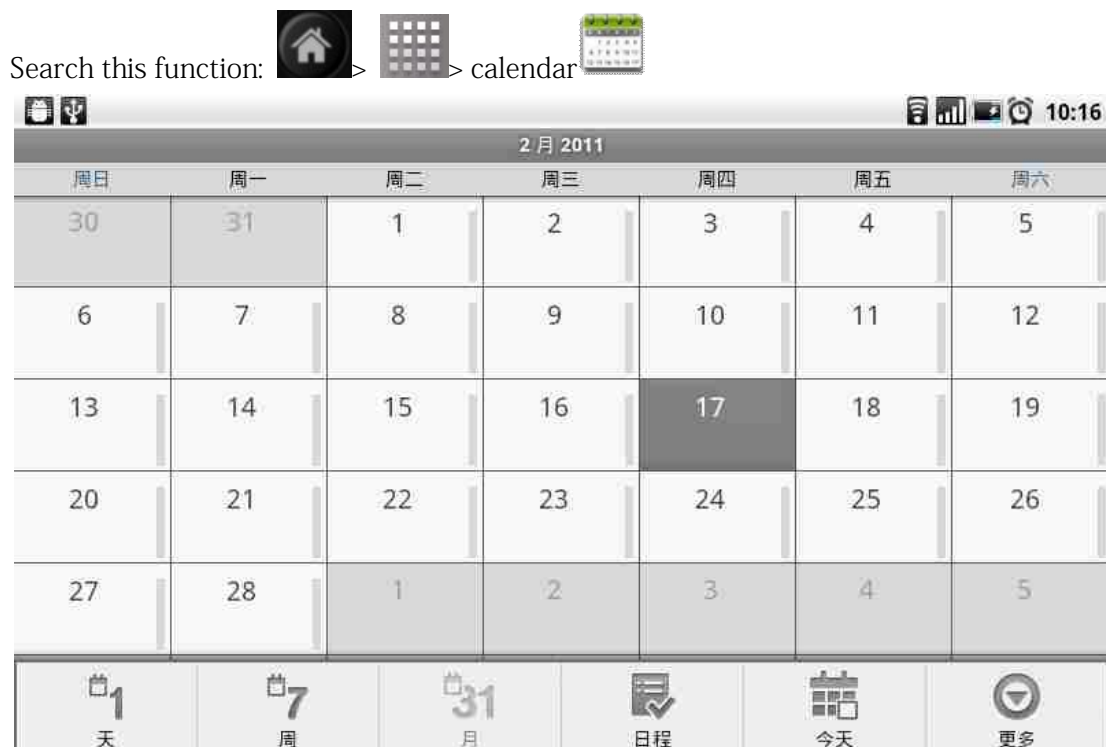 Search this function: > > calendar
10:16
2 月 2011
周日 周一 周二 周三 周四 周五 周六
30 31 1 2 3 4 5
6 7 8 9 10 11 12
13 14 15 16 17 18 19
20 21 22 23 24 25 26
27 28 1 2 3 4 5
1 7 31
天 周 月 日程 今天 更多